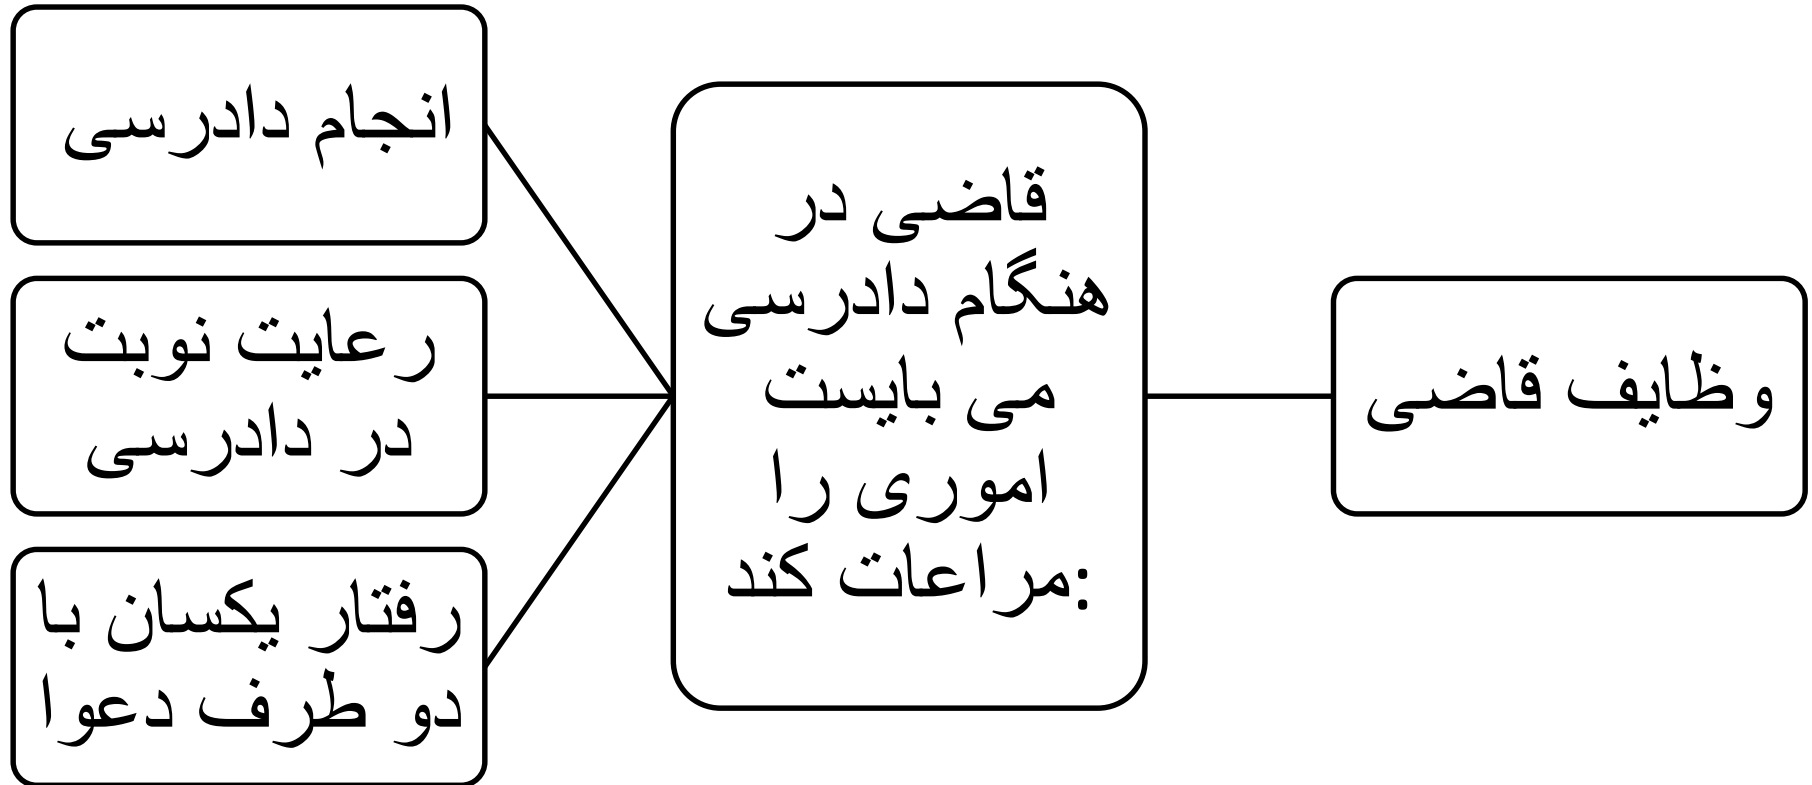 وظایف قاضی
قاضی در
هنگام دادرسی
می بایست
اموری را
مراعات کند:
انجام دادرسی
رعایت نوبت
در دادرسی
رفتار یکسان با
دو طرف دعوا